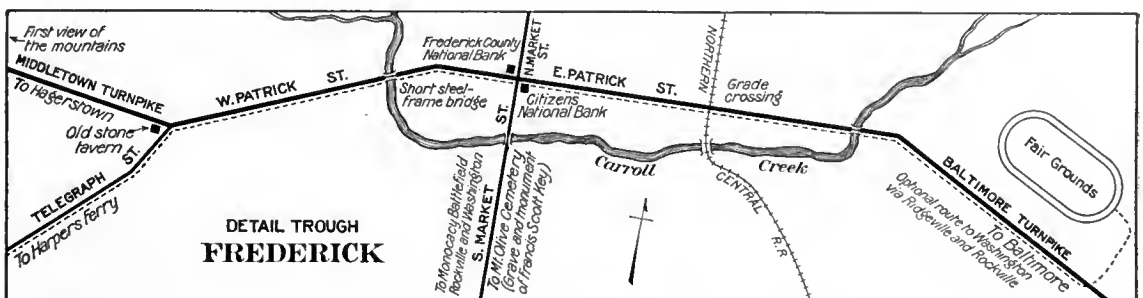 First view of
the mountains
MIDDLETOWN TURNPIKE
To Hagerstown
Old stone
tavern
TELEGRAPH ST.
To Harpers Ferry
W. PATRICK ST.
Short steel-
frame bridge
Frederick County
National Bank
N. MARKET
ST.
E. PATRICK ST.
Citizens
National Bank
NORTHERN
CENTRAL
R.R
Grade
crossing
Carroll Creek
DETAIL TROUGH
FREDERICK
To Monocacy Battlefield
Rockville and Washington
S. MARKET ST.
To Mt. Olive Cemetery
(Grave and monument
of Francis Scott Key)
Fair Grounds
BALTIMORE TURNPIKE
To Baltimore
Optional route to Washington
via Ridgeville and Rockville